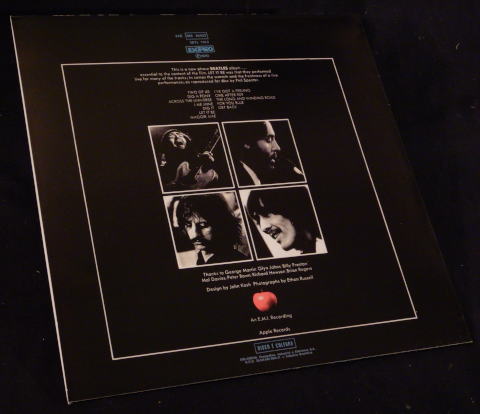 EXPRO
This is a new phase BEATLES album . . .
essential to the content of the film, LET IT BE was that they performed
live for many of the tracks; in comes the warmth and the freshness of a live
performance; as reproduced for disc by Phil Spector.
TWO OF US I'VE GOT A FEELING
DIG A PONY ONE AFTER 909
ACROSS THE UNIVERSE THE LONG AND WINDING ROAD
I ME MINE FOR YOU BLUE
DIG IT GET BACK
LET IT BE
MAGGIE MAE
Thanks to George Martin Glyn Johns Billy Preston
Mal Davies Peter Bown Richard Hewson Brian Rogers
Design by John Kosh Photographs by Ethan Russell
An E.M.I. Recording
Apple Records
DISCO É CULTURA